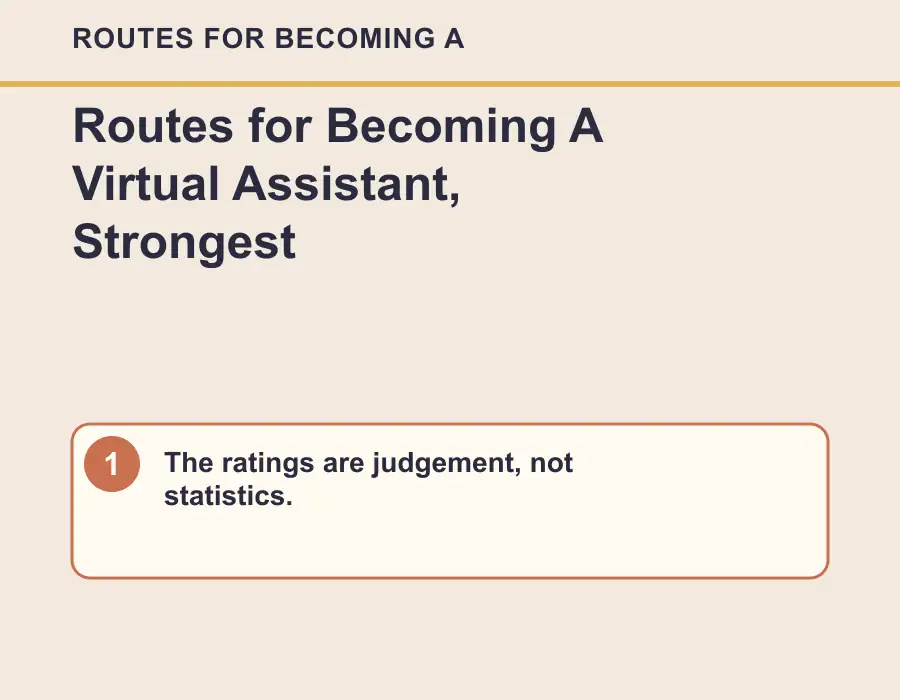 ROUTES FOR BECOMING A
Routes for Becoming A
Virtual Assistant,
Strongest
1
The ratings are judgement, not
statistics.